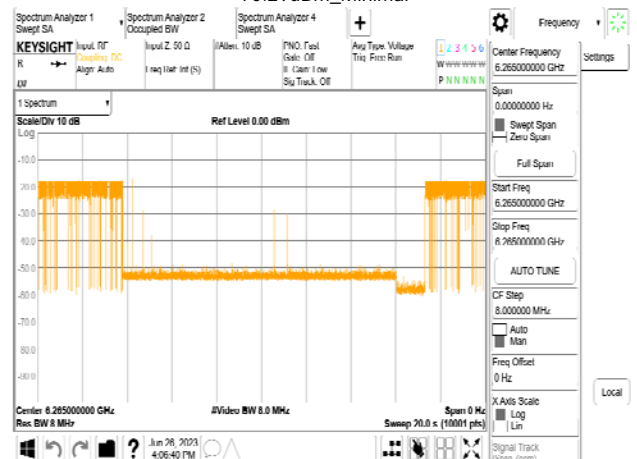 Spectrum Analyzer 1
Swept SA
Spectrum Analyzer 2
Occupied BW
Spectrum Analyzer 4
Swept SA
+
Frequency
KEYSIGHT
R
Input: RF
Coupling: DC
Align: Auto
Input Z: 50 Ω
Freq Ref: Int (S)
#Atten: 10 dB
PNO: Fast
Gate: Off
IF Gain: Low
Sig Track: Off
Avg Type: Voltage
Trig: Free Run
1 2 3 4 5 6
W W W W W W
P N N N N N
Center Frequency
6.265000000 GHz
Settings
Span
0.00000000 Hz
Swept Span
Zero Span
Full Span
Start Freq
6.265000000 GHz
Stop Freq
6.265000000 GHz
AUTO TUNE
CF Step
8.000000 MHz
Auto
Man
Freq Offset
0 Hz
X Axis Scale
Log
Lin
Local
Signal Track
1 Spectrum
Scale/Div 10 dB
Ref Level 0.00 dBm
Log
-10.0
-20.0
-30.0
-40.0
-50.0
-60.0
-70.0
-80.0
-90.0
Center 6.265000000 GHz
#Video BW 8.0 MHz
Span 0 Hz
Res BW 8 MHz
Sweep 20.0 s (10001 pts)
?
Jun 26, 2023
4:06:40 PM